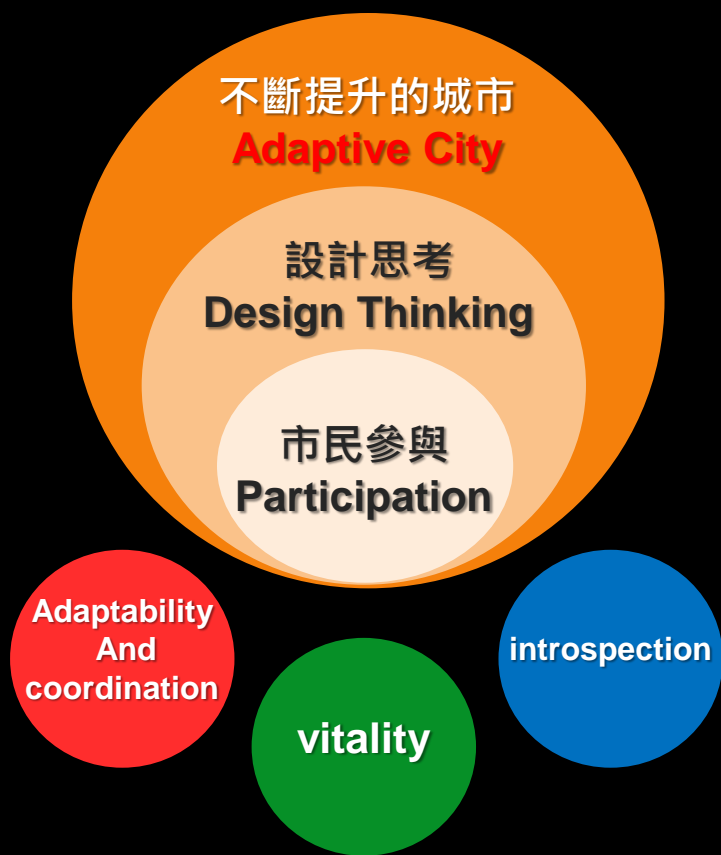 不斷提升的城市
Adaptive City
設計思考
Design Thinking
市民參與
Participation
Adaptability
And
coordination
vitality
introspection